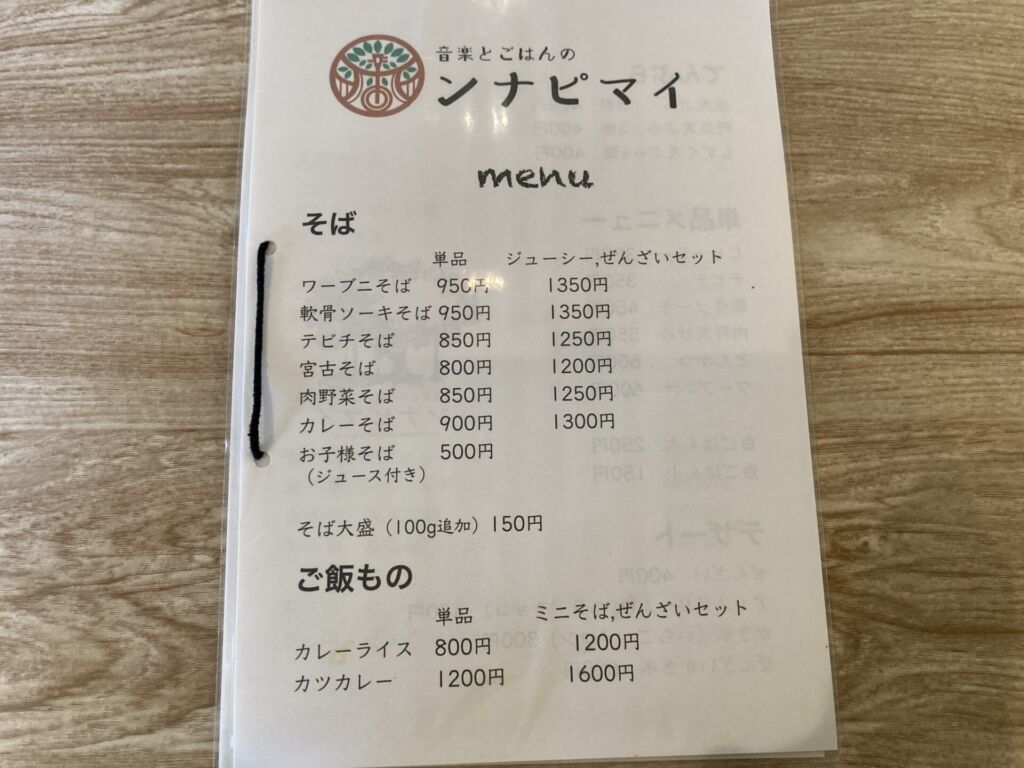 音楽とごはんの
ンナピマイ
menu
そば
単品 ジューシー,ぜんざいセット
ワーブニそば 950円 1350円
軟骨ソーキそば 950円 1350円
テビチそば 850円 1250円
宮古そば 800円 1200円
肉野菜そば 850円 1250円
カレーそば 900円 1300円
お子様そば 500円
（ジュース付き）
そば大盛（100g追加）150円
ご飯もの
単品 ミニそば,ぜんざいセット
カレーライス 800円 1200円
カツカレー 1200円 1600円